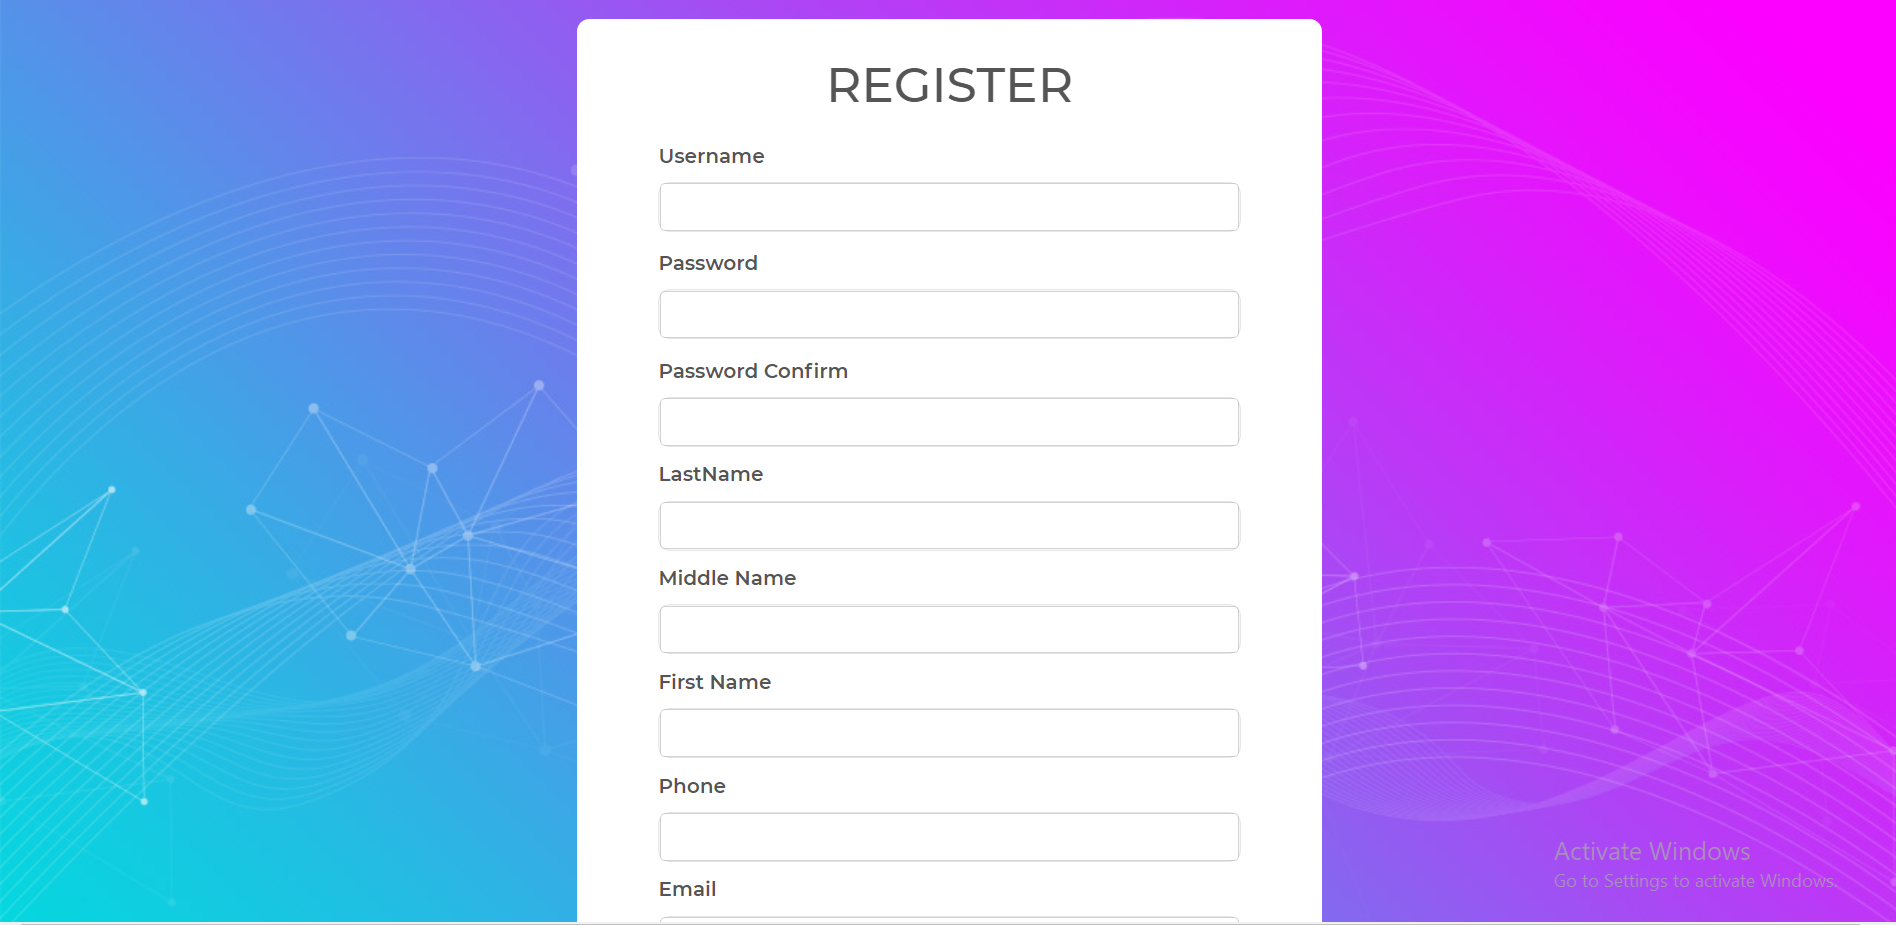 REGISTER
Username
Password
Password Confirm
LastName
Middle Name
First Name
Phone
Email
Activate Windows
Go to Settings to activate Windows.